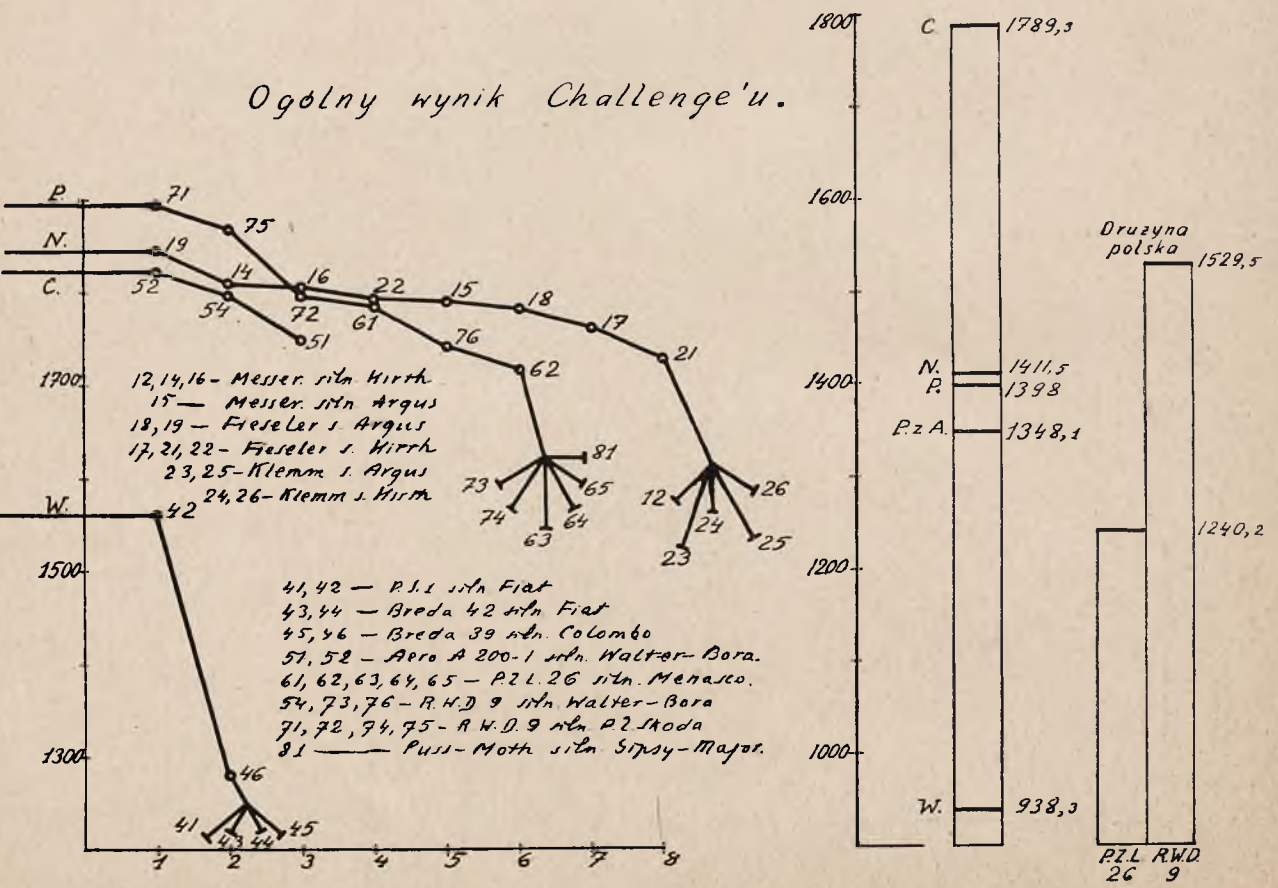 Ogólny wynik Challenge'u.
P. 71
75
N. 19
14 16 22 15 18 17 21
C. 52 54 72 61 76 62
51
1700
12,14,16 - Messer. siln Hirth
15 — Messer. siln Argus
18,19 - Fieseler s. Argus
17,21,22 - Fieseler s. Hirth
23,25 - Klemm s. Argus
24,26 - Klemm s. Hirth
73 74 63 64 65 81
12 23 24 25 26
W. 42
1500
41,42 — P.S.1 siln Fiat
43,44 — Breda 42 siln Fiat
45,46 — Breda 39 siln. Colombo
51,52 - Aero A 200-1 siln. Walter-Bora.
61,62,63,64,65 - P.Z.L. 26 siln. Menasco.
54,73,76 - R.W.D 9 siln Walter-Bora
71,72,74,75 - R.W.D. 9 siln P.Z. Skoda
81 — Puss-Moth siln Gipsy-Major.
1300
46
41 43 44 45
1 2 3 4 5 6 7 8
1800
1600
1400
1200
1000
C 1789,3
N. 1411,5
P. 1398
P.z A. 1348,1
W. 938,3
Drużyna
polska
1529,5
1240,2
P.Z.L R.W.D.
26 9